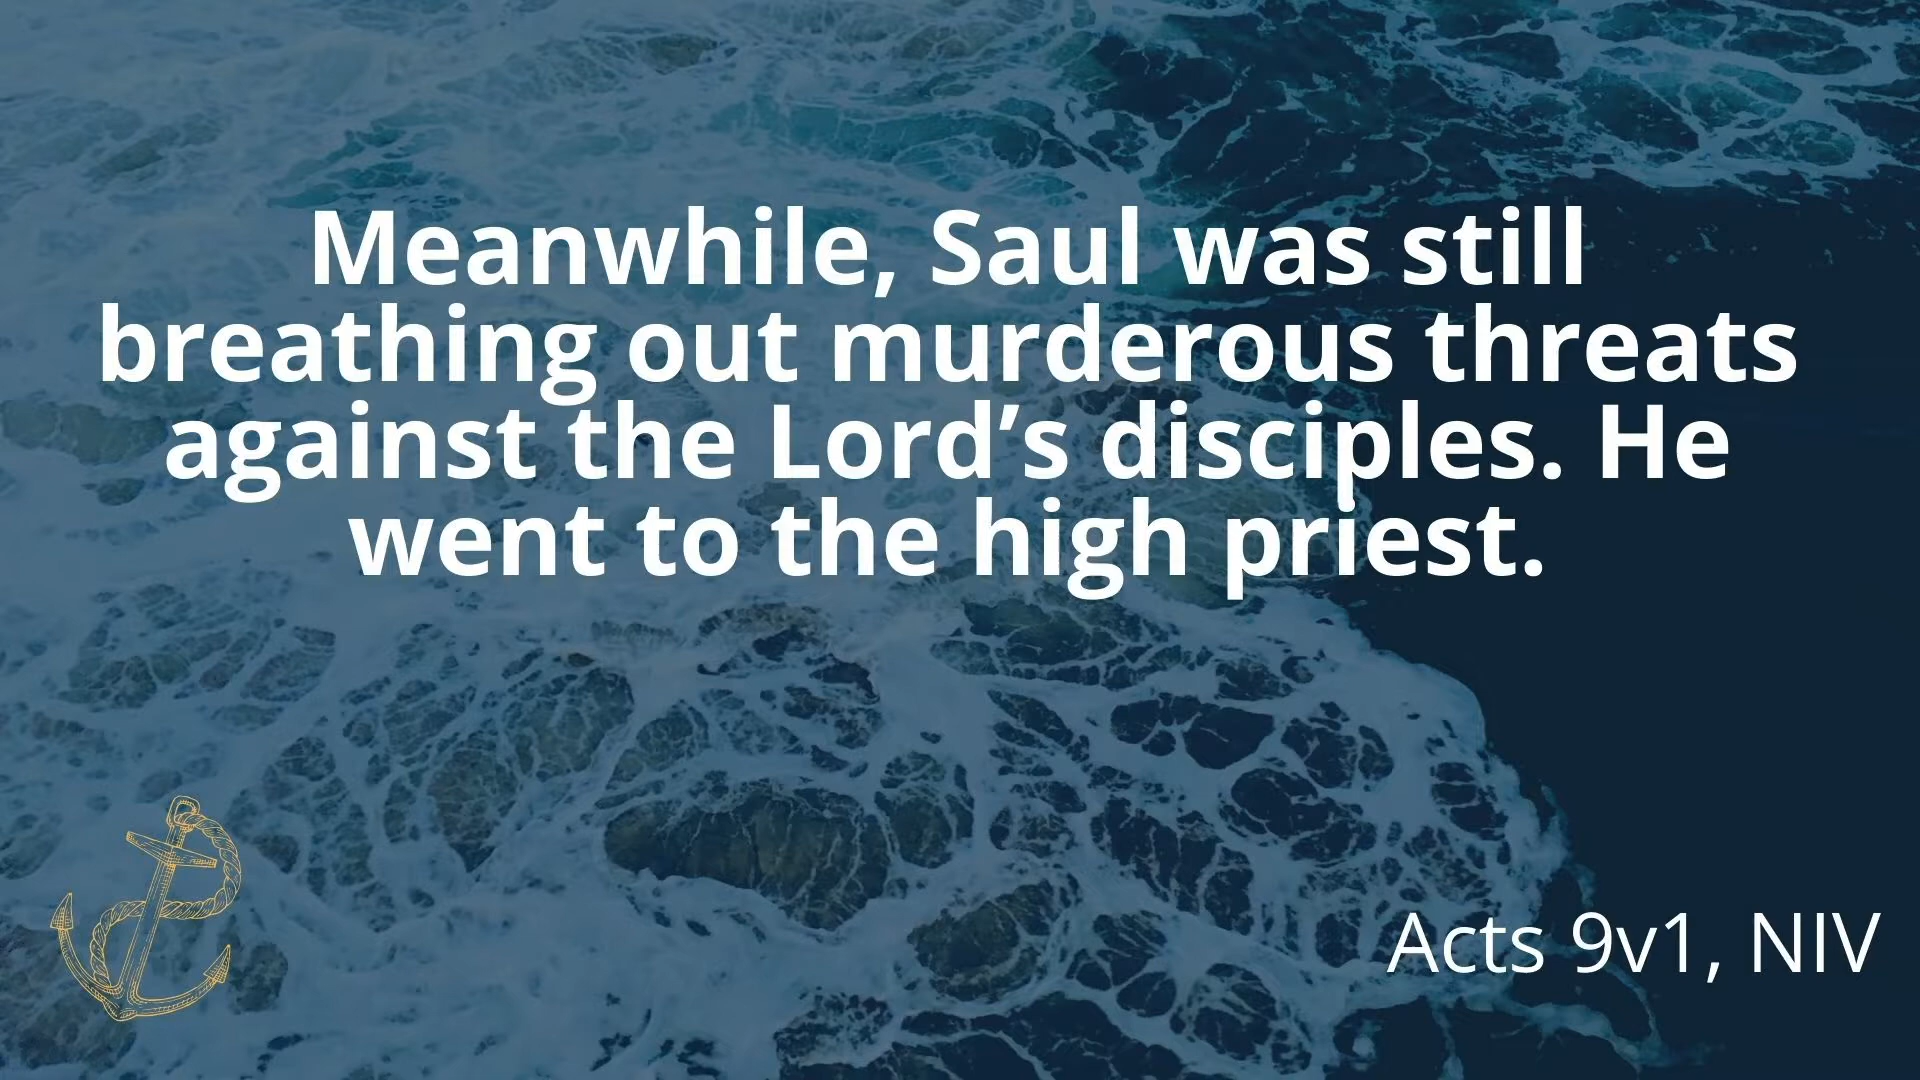 Meanwhile, Saul was still
breathing out murderous threats
against the Lord’s disciples. He
went to the high priest.
Acts 9v1, NIV